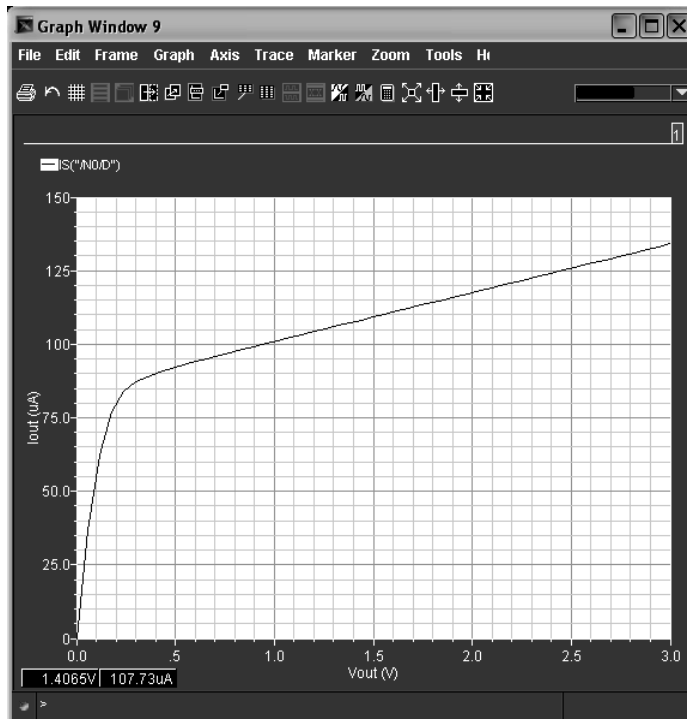 Graph Window 9
File Edit Frame Graph Axis Trace Marker Zoom Tools
1
IS("/N0/D")
150
125
100
75.0
50.0
25.0
0
Iout (uA)
0.0 .5 1.0 1.5 2.0 2.5 3.0
Vout (V)
1.4065V 107.73uA
>